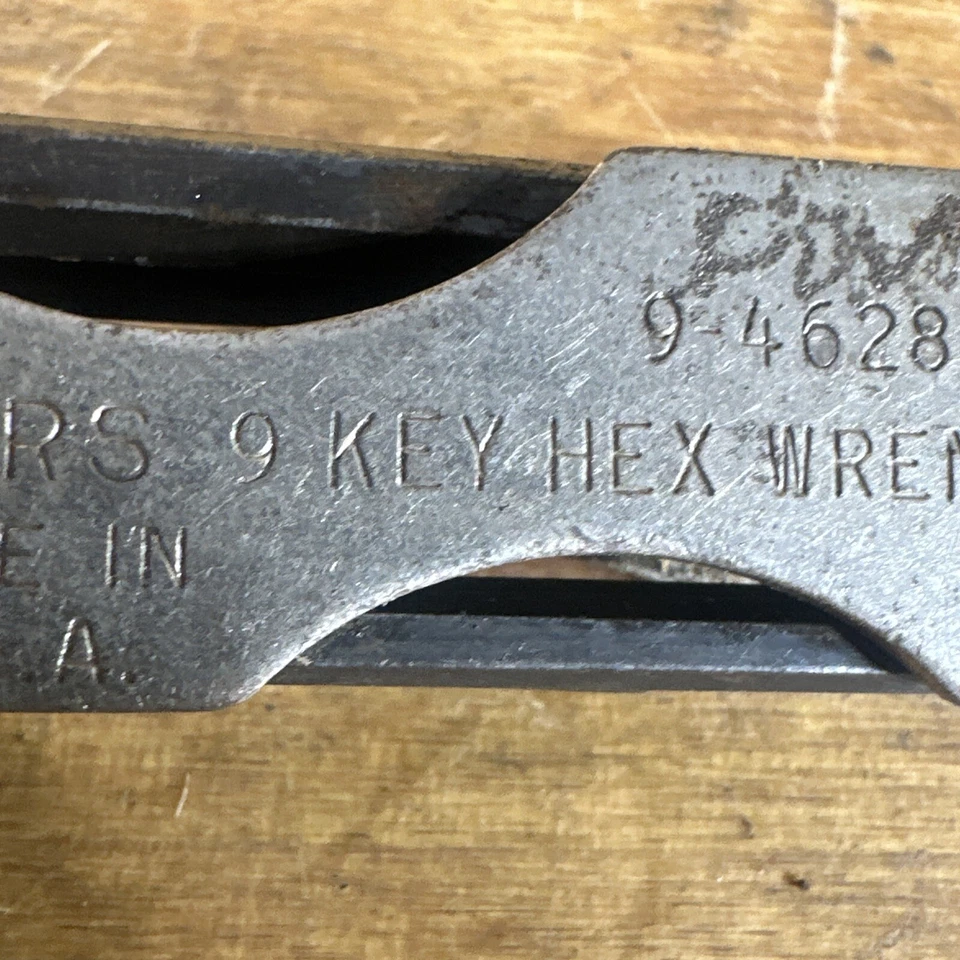 9-4628
RS 9 KEY HEX WREN
E IN
.A.